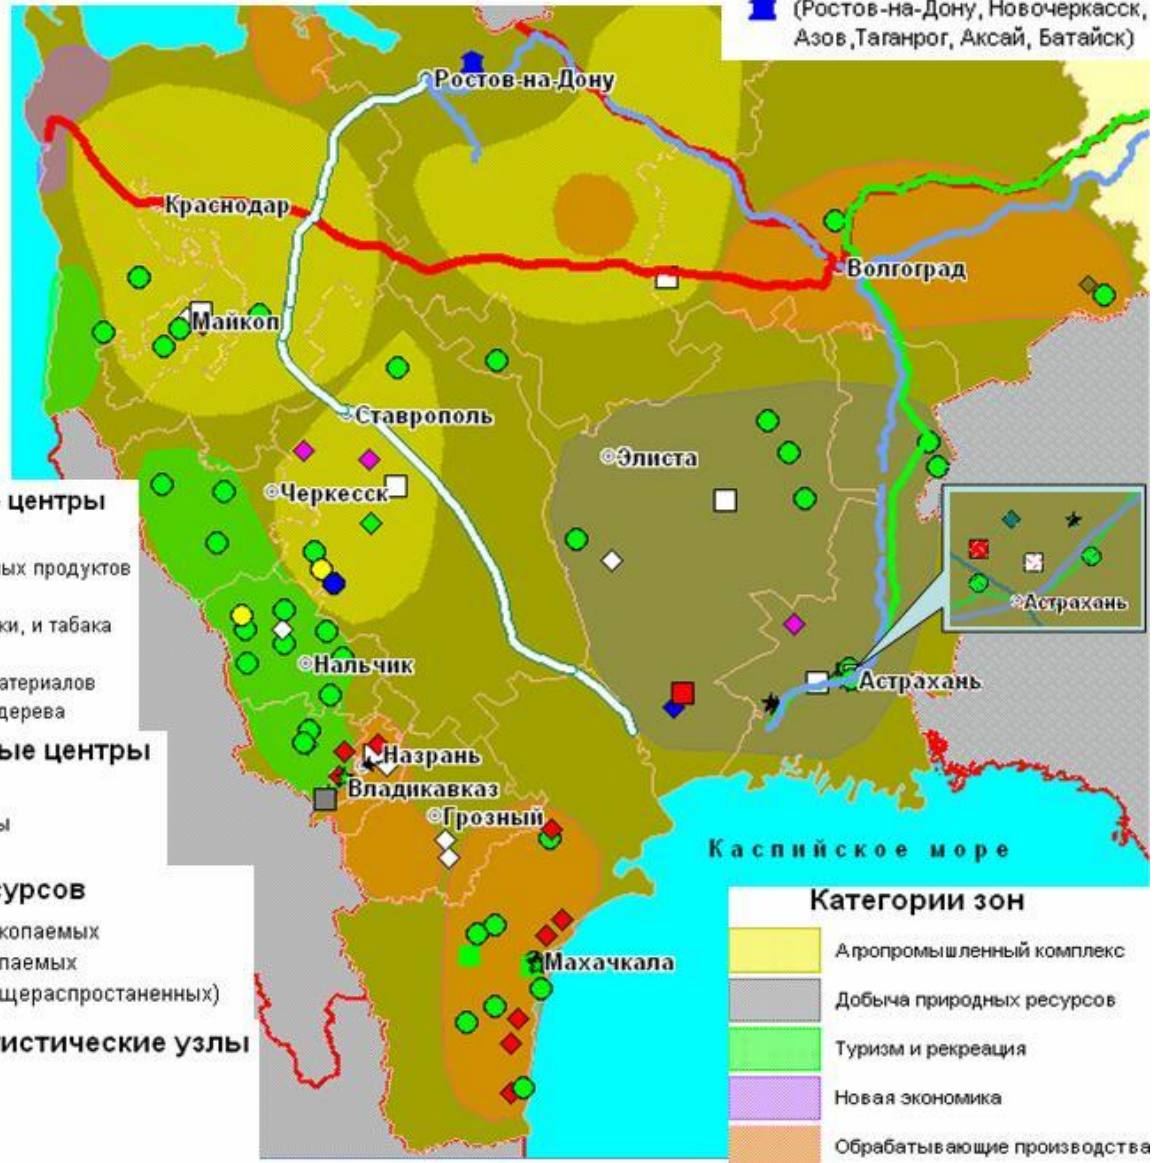 (Ростов-на-Дону, Новочеркасск,
Азов ,Таганрог, Аксай, Батайск)
Ростов-на-Дону
Краснодар
Волгоград
Майкоп
Ставрополь
Элиста
Черкесск
Астрахань
Нальчик
Астрахань
Назрань
Владикавказ
Грозный
Каспийское море
Махачкала
центры
ных продуктов
ки, и табака
атериалов
дерева
ые центры
ы
сурсов
копаемых
паемых
щераспростаненных)
истические узлы
Категории зон
Агропромышленный комплекс
Добыча природных ресурсов
Туризм и рекреация
Новая экономика
Обрабатывающие производства